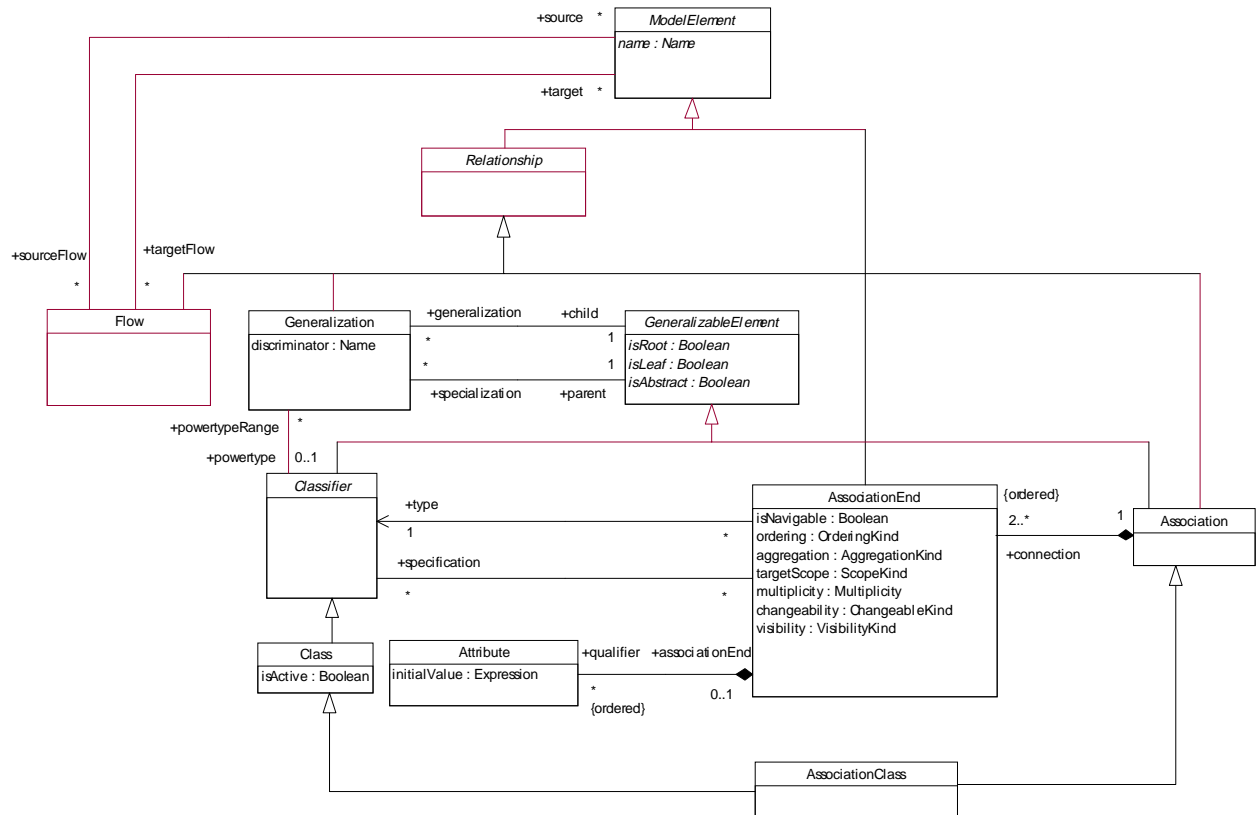 +source *
ModelElement
name : Name
+target *
Relationship
+sourceFlow
+targetFlow
* *
Flow
Generalization
discriminator : Name
+generalization +child
* 1
* 1
+specialization +parent
GeneralizableElement
isRoot : Boolean
isLeaf : Boolean
isAbstract : Boolean
+powertypeRange *
+powertype 0..1
Classifier
+type
1 *
+specification
* *
AssociationEnd
isNavigable : Boolean
ordering : OrderingKind
aggregation : AggregationKind
targetScope : ScopeKind
multiplicity : Multiplicity
changeability : ChangeableKind
visibility : VisibilityKind
{ordered}
2..* 1
+connection
Association
Class
isActive : Boolean
Attribute
initialValue : Expression
+qualifier +associationEnd
* 0..1
{ordered}
AssociationClass